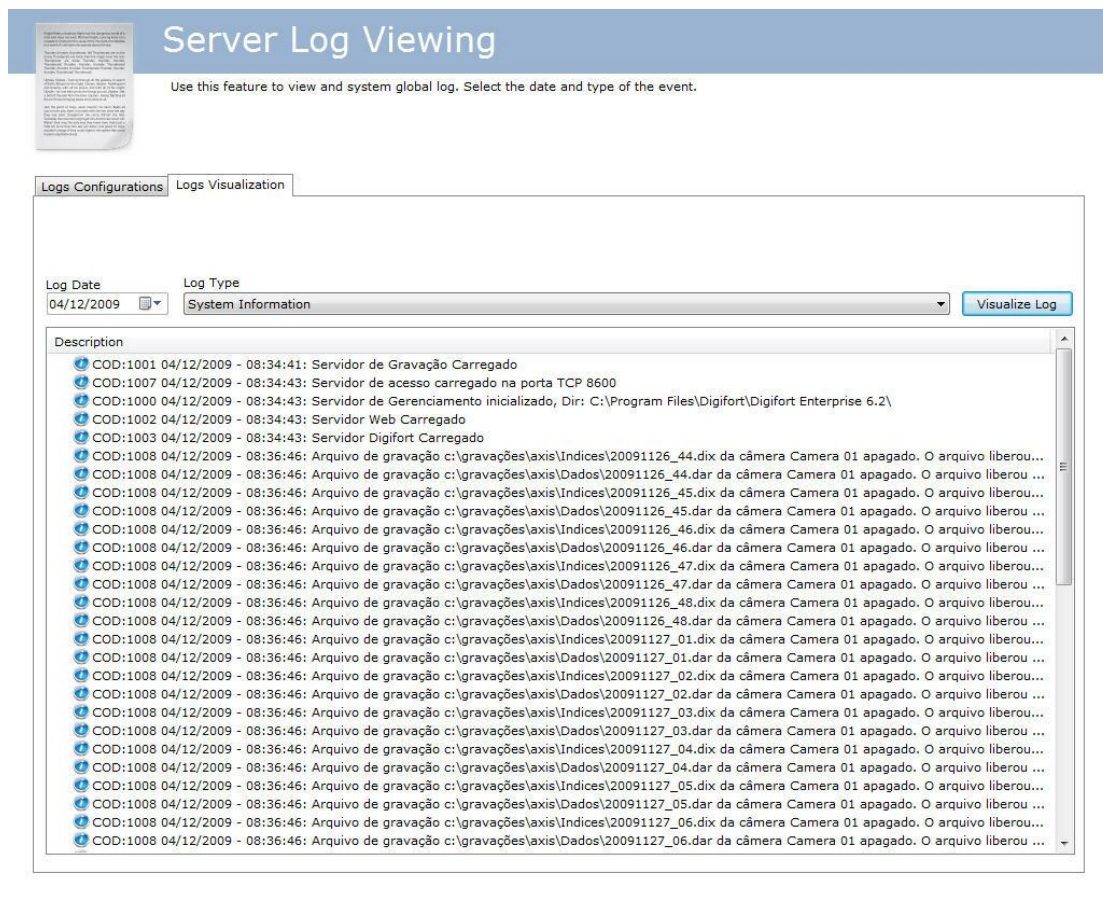 Server Log Viewing
Use this feature to view and system global log. Select the date and type of the event.
Logs Configurations
Logs Visualization
Log Date
Log Type
04/12/2009
System Information
Visualize Log
Description
COD:1001 04/12/2009 - 08:34:41: Servidor de Gravação Carregado
COD:1007 04/12/2009 - 08:34:43: Servidor de acesso carregado na porta TCP 8600
COD:1000 04/12/2009 - 08:34:43: Servidor de Gerenciamento inicializado, Dir: C:\Program Files\Digifort\Digifort Enterprise 6.2\
COD:1002 04/12/2009 - 08:34:43: Servidor Web Carregado
COD:1003 04/12/2009 - 08:34:43: Servidor Digifort Carregado
COD:1008 04/12/2009 - 08:36:46: Arquivo de gravação c:\gravações\axis\Indices\20091126_44.dix da câmera Camera 01 apagado. O arquivo liberou...
COD:1008 04/12/2009 - 08:36:46: Arquivo de gravação c:\gravações\axis\Dados\20091126_44.dar da câmera Camera 01 apagado. O arquivo liberou ...
COD:1008 04/12/2009 - 08:36:46: Arquivo de gravação c:\gravações\axis\Indices\20091126_45.dix da câmera Camera 01 apagado. O arquivo liberou...
COD:1008 04/12/2009 - 08:36:46: Arquivo de gravação c:\gravações\axis\Dados\20091126_45.dar da câmera Camera 01 apagado. O arquivo liberou ...
COD:1008 04/12/2009 - 08:36:46: Arquivo de gravação c:\gravações\axis\Indices\20091126_46.dix da câmera Camera 01 apagado. O arquivo liberou...
COD:1008 04/12/2009 - 08:36:46: Arquivo de gravação c:\gravações\axis\Dados\20091126_46.dar da câmera Camera 01 apagado. O arquivo liberou ...
COD:1008 04/12/2009 - 08:36:46: Arquivo de gravação c:\gravações\axis\Indices\20091126_47.dix da câmera Camera 01 apagado. O arquivo liberou...
COD:1008 04/12/2009 - 08:36:46: Arquivo de gravação c:\gravações\axis\Dados\20091126_47.dar da câmera Camera 01 apagado. O arquivo liberou ...
COD:1008 04/12/2009 - 08:36:46: Arquivo de gravação c:\gravações\axis\Indices\20091126_48.dix da câmera Camera 01 apagado. O arquivo liberou...
COD:1008 04/12/2009 - 08:36:46: Arquivo de gravação c:\gravações\axis\Dados\20091126_48.dar da câmera Camera 01 apagado. O arquivo liberou ...
COD:1008 04/12/2009 - 08:36:46: Arquivo de gravação c:\gravações\axis\Indices\20091127_01.dix da câmera Camera 01 apagado. O arquivo liberou...
COD:1008 04/12/2009 - 08:36:46: Arquivo de gravação c:\gravações\axis\Dados\20091127_01.dar da câmera Camera 01 apagado. O arquivo liberou ...
COD:1008 04/12/2009 - 08:36:46: Arquivo de gravação c:\gravações\axis\Indices\20091127_02.dix da câmera Camera 01 apagado. O arquivo liberou...
COD:1008 04/12/2009 - 08:36:46: Arquivo de gravação c:\gravações\axis\Dados\20091127_02.dar da câmera Camera 01 apagado. O arquivo liberou ...
COD:1008 04/12/2009 - 08:36:46: Arquivo de gravação c:\gravações\axis\Indices\20091127_03.dix da câmera Camera 01 apagado. O arquivo liberou...
COD:1008 04/12/2009 - 08:36:46: Arquivo de gravação c:\gravações\axis\Dados\20091127_03.dar da câmera Camera 01 apagado. O arquivo liberou ...
COD:1008 04/12/2009 - 08:36:46: Arquivo de gravação c:\gravações\axis\Indices\20091127_04.dix da câmera Camera 01 apagado. O arquivo liberou...
COD:1008 04/12/2009 - 08:36:46: Arquivo de gravação c:\gravações\axis\Dados\20091127_04.dar da câmera Camera 01 apagado. O arquivo liberou ...
COD:1008 04/12/2009 - 08:36:46: Arquivo de gravação c:\gravações\axis\Indices\20091127_05.dix da câmera Camera 01 apagado. O arquivo liberou...
COD:1008 04/12/2009 - 08:36:46: Arquivo de gravação c:\gravações\axis\Dados\20091127_05.dar da câmera Camera 01 apagado. O arquivo liberou ...
COD:1008 04/12/2009 - 08:36:46: Arquivo de gravação c:\gravações\axis\Indices\20091127_06.dix da câmera Camera 01 apagado. O arquivo liberou...
COD:1008 04/12/2009 - 08:36:46: Arquivo de gravação c:\gravações\axis\Dados\20091127_06.dar da câmera Camera 01 apagado. O arquivo liberou ...